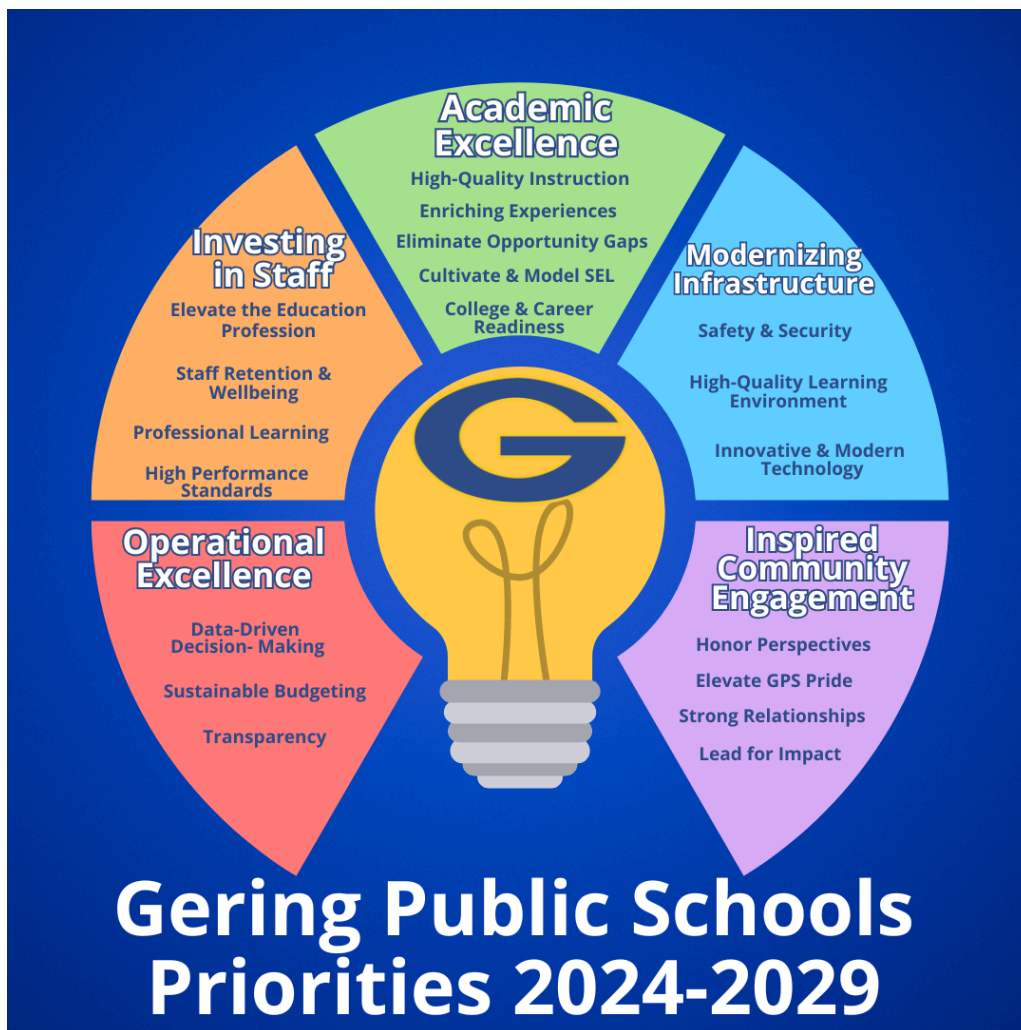 Academic
Excellence
High-Quality Instruction
Enriching Experiences
Eliminate Opportunity Gaps
Cultivate & Model SEL
College & Career
Readiness
Investing
in Staff
Elevate the Education
Profession
Staff Retention &
Wellbeing
Professional Learning
High Performance
Standards
Modernizing
Infrastructure
Safety & Security
High-Quality Learning
Environment
Innovative & Modern
Technology
G
Operational
Excellence
Data-Driven
Decision- Making
Sustainable Budgeting
Transparency
Inspired
Community
Engagement
Honor Perspectives
Elevate GPS Pride
Strong Relationships
Lead for Impact
Gering Public Schools
Priorities 2024-2029